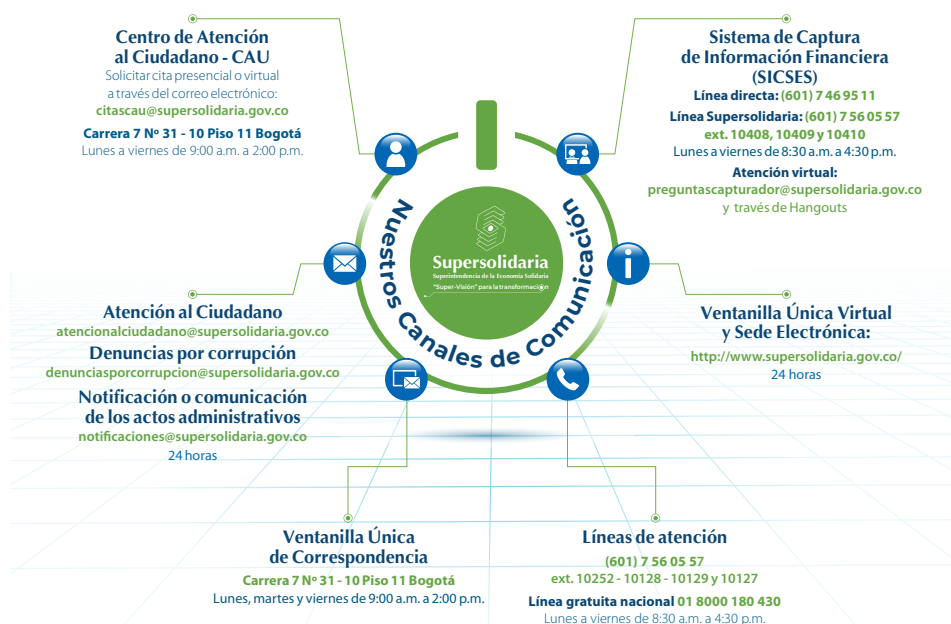 Centro de Atención
al Ciudadano - CAU
Solicitar cita presencial o virtual
a través del correo electrónico:
citascau@supersolidaria.gov.co
Carrera 7 Nº 31 - 10 Piso 11 Bogotá
Lunes a viernes de 9:00 a.m. a 2:00 p.m.
Sistema de Captura
de Información Financiera
(SICSES)
Línea directa: (601) 7 46 95 11
Línea Supersolidaria: (601) 7 56 05 57
ext. 10408, 10409 y 10410
Lunes a viernes de 8:30 a.m. a 4:30 p.m.
Atención virtual:
preguntascapturador@supersolidaria.gov.co
y través de Hangouts
Nuestros Canales de Comunicación
Supersolidaria
Superintendencia de la Economía Solidaria
"Super-Visión" para la transformación
Atención al Ciudadano
atencionalciudadano@supersolidaria.gov.co
Denuncias por corrupción
denunciasporcorrupcion@supersolidaria.gov.co
Notificación o comunicación
de los actos administrativos
notificaciones@supersolidaria.gov.co
24 horas
Ventanilla Única Virtual
y Sede Electrónica:
http://www.supersolidaria.gov.co/
24 horas
Ventanilla Única
de Correspondencia
Carrera 7 Nº 31 - 10 Piso 11 Bogotá
Lunes, martes y viernes de 9:00 a.m. a 2:00 p.m.
Líneas de atención
(601) 7 56 05 57
ext. 10252 - 10128 - 10129 y 10127
Línea gratuita nacional 01 8000 180 430
Lunes a viernes de 8:30 a.m. a 4:30 p.m.